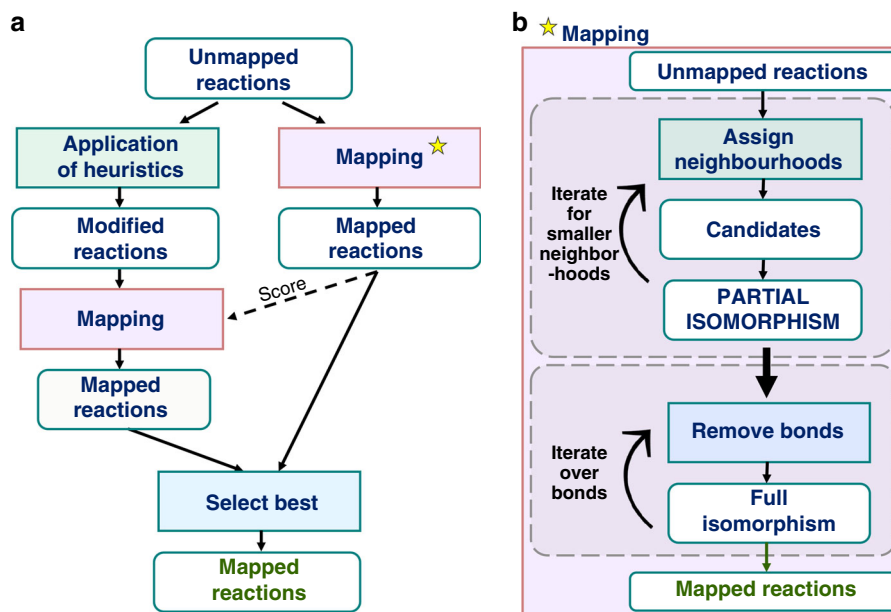 a
Unmapped
reactions
Application
of heuristics
Mapping
Modified
reactions
Mapped
reactions
Score
Mapping
Mapped
reactions
Select best
Mapped
reactions
b
Mapping
Unmapped reactions
Assign
neighbourhoods
Iterate
for
smaller
neighbor
-hoods
Candidates
PARTIAL
ISOMORPHISM
Remove bonds
Iterate
over
bonds
Full
isomorphism
Mapped reactions